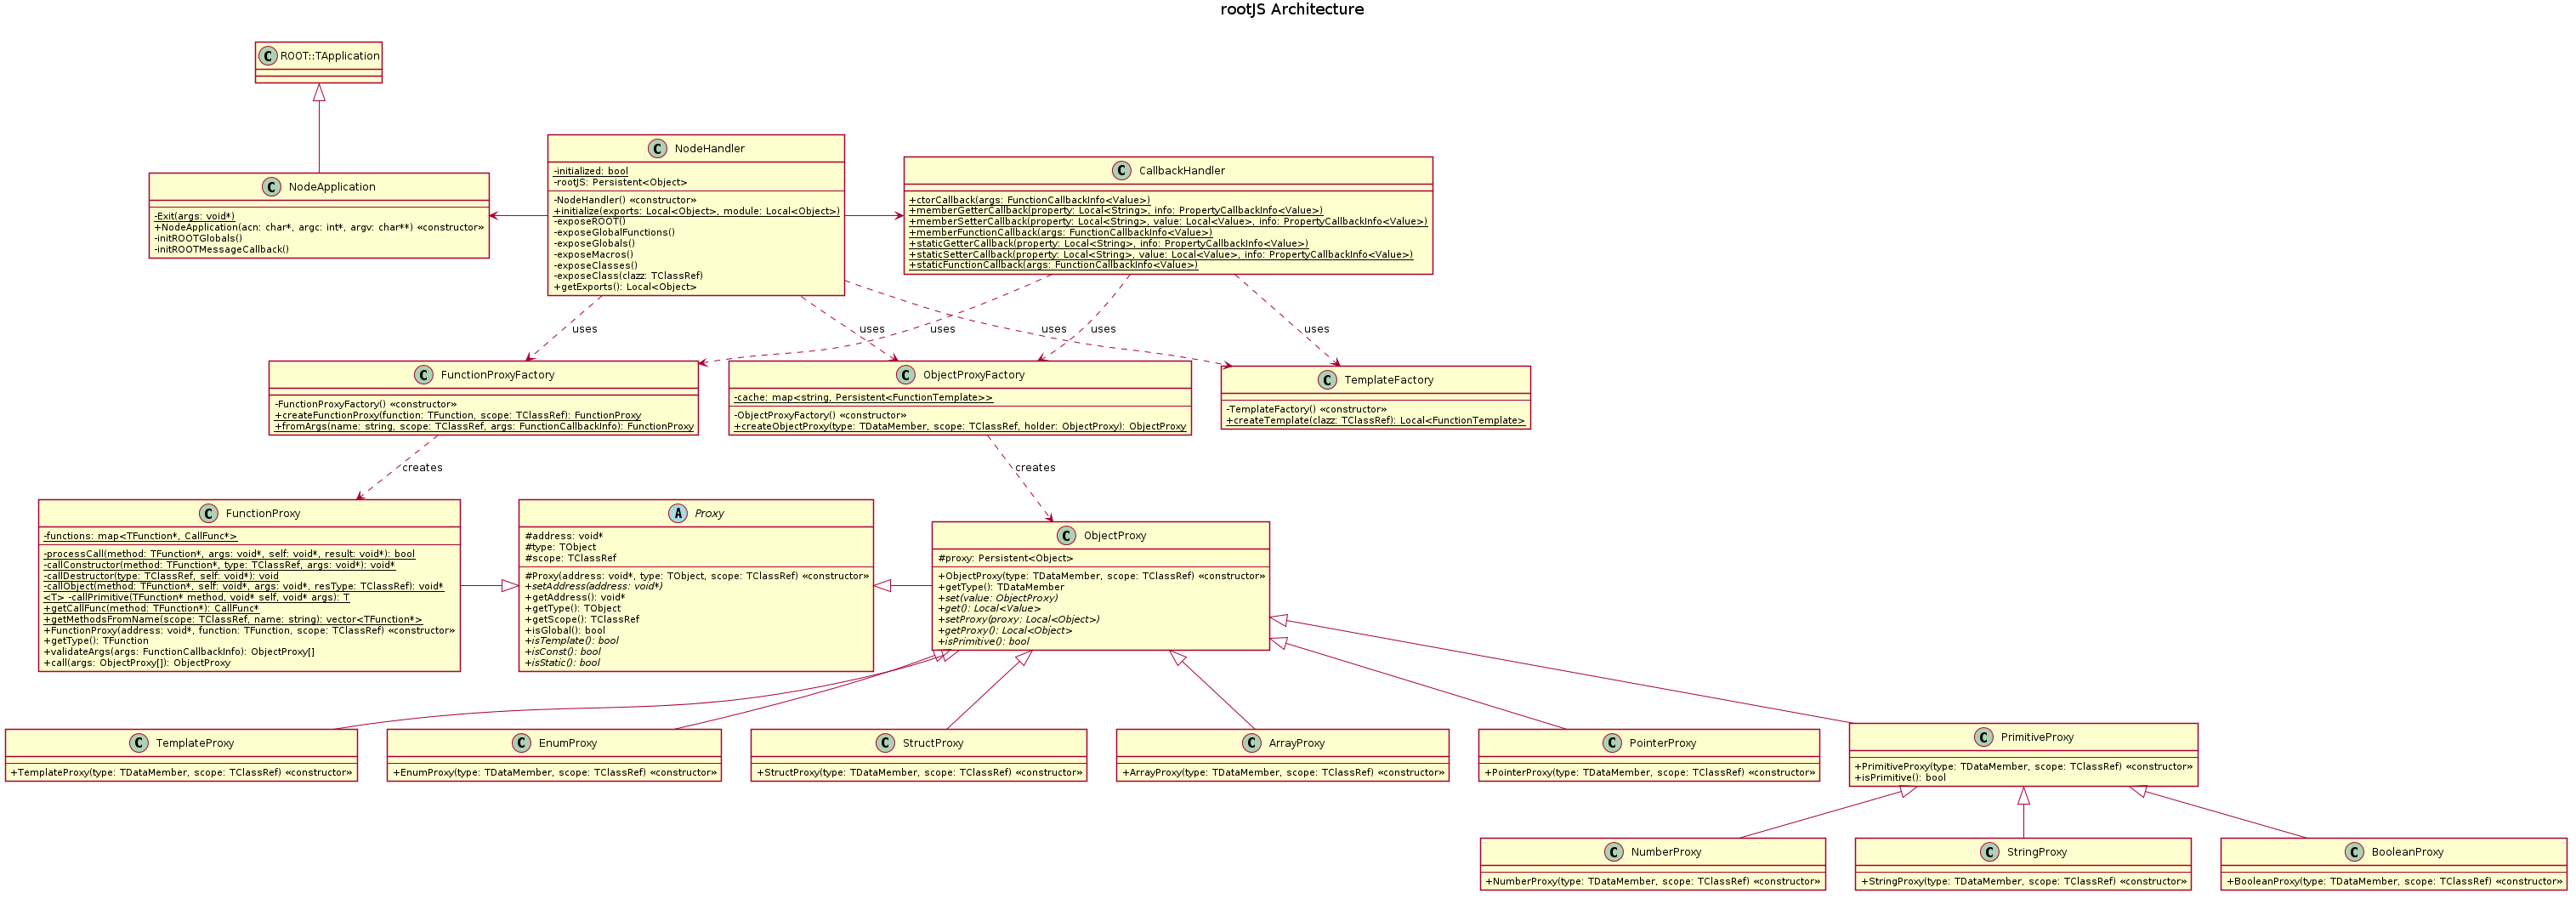 rootJS Architecture
C ROOT::TApplication
C NodeHandler
-initialized: bool
-rootJS: Persistent<Object>
-NodeHandler() «constructor»
+initialize(exports: Local<Object>, module: Local<Object>)
-exposeROOT()
-exposeGlobalFunctions()
-exposeGlobals()
-exposeMacros()
-exposeClasses()
-exposeClass(clazz: TClassRef)
+getExports(): Local<Object>
C CallbackHandler
+ctorCallback(args: FunctionCallbackInfo<Value>)
+memberGetterCallback(property: Local<String>, info: PropertyCallbackInfo<Value>)
+memberSetterCallback(property: Local<String>, value: Local<Value>, info: PropertyCallbackInfo<Value>)
+memberFunctionCallback(args: FunctionCallbackInfo<Value>)
+staticGetterCallback(property: Local<String>, info: PropertyCallbackInfo<Value>)
+staticSetterCallback(property: Local<String>, value: Local<Value>, info: PropertyCallbackInfo<Value>)
+staticFunctionCallback(args: FunctionCallbackInfo<Value>)
C NodeApplication
-Exit(args: void*)
+NodeApplication(acn: char*, argc: int*, argv: char**) «constructor»
-initROOTGlobals()
-initROOTMessageCallback()
uses
uses
uses
uses
uses
uses
C FunctionProxyFactory
-FunctionProxyFactory() «constructor»
+createFunctionProxy(function: TFunction, scope: TClassRef): FunctionProxy
+fromArgs(name: string, scope: TClassRef, args: FunctionCallbackInfo): FunctionProxy
C ObjectProxyFactory
-cache: map<string, Persistent<FunctionTemplate>>
-ObjectProxyFactory() «constructor»
+createObjectProxy(type: TDataMember, scope: TClassRef, holder: ObjectProxy): ObjectProxy
C TemplateFactory
-TemplateFactory() «constructor»
+createTemplate(clazz: TClassRef): Local<FunctionTemplate>
creates
creates
C FunctionProxy
-functions: map<TFunction*, CallFunc*>
-processCall(method: TFunction*, args: void*, self: void*, result: void*): bool
-callConstructor(method: TFunction*, type: TClassRef, args: void*): void*
-callDestructor(type: TClassRef, self: void*): void
-callObject(method: TFunction*, self: void*, args: void*, resType: TClassRef): void*
<T> -callPrimitive(TFunction* method, void* self, void* args): T
+getCallFunc(method: TFunction*): CallFunc*
+getMethodsFromName(scope: TClassRef, name: string): vector<TFunction*>
+FunctionProxy(address: void*, function: TFunction, scope: TClassRef) «constructor»
+getType(): TFunction
+validateArgs(args: FunctionCallbackInfo): ObjectProxy[]
+call(args: ObjectProxy[]): ObjectProxy
A Proxy
#address: void*
#type: TObject
#scope: TClassRef
#Proxy(address: void*, type: TObject, scope: TClassRef) «constructor»
+setAddress(address: void*)
+getAddress(): void*
+getType(): TObject
+getScope(): TClassRef
+isGlobal(): bool
+isTemplate(): bool
+isConst(): bool
+isStatic(): bool
C ObjectProxy
#proxy: Persistent<Object>
+ObjectProxy(type: TDataMember, scope: TClassRef) «constructor»
+getType(): TDataMember
+set(value: ObjectProxy)
+get(): Local<Value>
+setProxy(proxy: Local<Object>)
+getProxy(): Local<Object>
+isPrimitive(): bool
C TemplateProxy
+TemplateProxy(type: TDataMember, scope: TClassRef) «constructor»
C EnumProxy
+EnumProxy(type: TDataMember, scope: TClassRef) «constructor»
C StructProxy
+StructProxy(type: TDataMember, scope: TClassRef) «constructor»
C ArrayProxy
+ArrayProxy(type: TDataMember, scope: TClassRef) «constructor»
C PointerProxy
+PointerProxy(type: TDataMember, scope: TClassRef) «constructor»
C PrimitiveProxy
+PrimitiveProxy(type: TDataMember, scope: TClassRef) «constructor»
+isPrimitive(): bool
C NumberProxy
+NumberProxy(type: TDataMember, scope: TClassRef) «constructor»
C StringProxy
+StringProxy(type: TDataMember, scope: TClassRef) «constructor»
C BooleanProxy
+BooleanProxy(type: TDataMember, scope: TClassRef) «constructor»